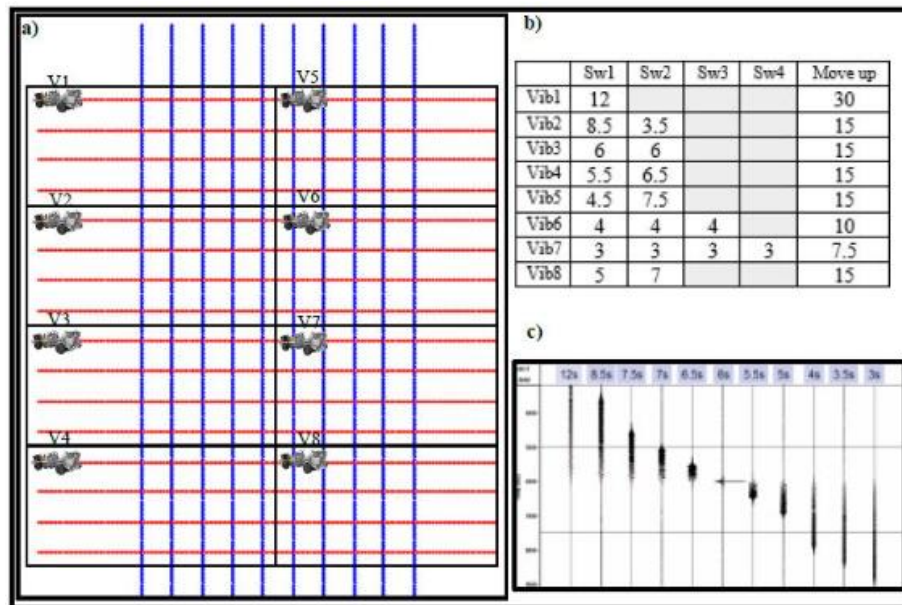 a)
V1 V5
V2 V6
V3 V7
V4 V8
b)
Sw1 Sw2 Sw3 Sw4 Move up
Vib1 12 30
Vib2 8.5 3.5 15
Vib3 6 6 15
Vib4 5.5 6.5 15
Vib5 4.5 7.5 15
Vib6 4 4 4 10
Vib7 3 3 3 3 7.5
Vib8 5 7 15
c)
12s 8.5s 7.5s 7s 6.5s 6s 5.5s 5s 4s 3.5s 3s